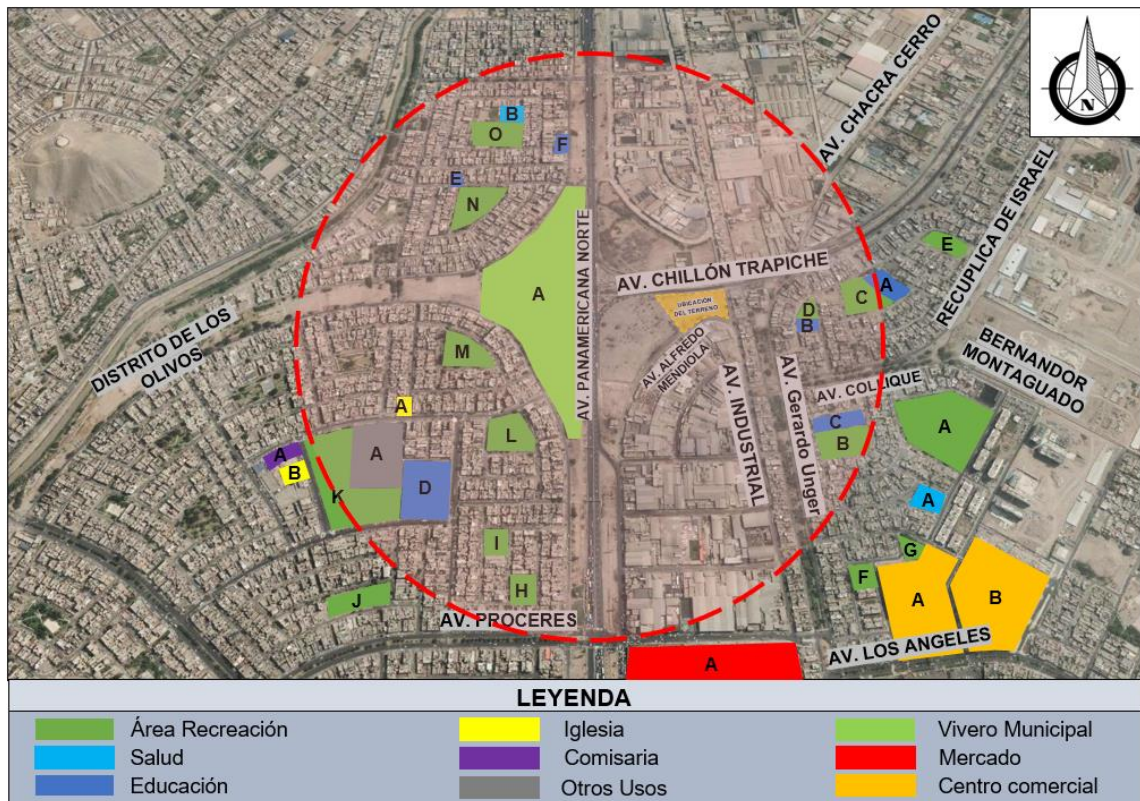 AV. CHACRA CERRO
N
B
O
F
E
N
RECUPLICA DE ISRAEL
E
AV. PANAMERICANA NORTE
AV. CHILLÓN TRAPICHE
A
A
C
UBICACIÓN
DEL TERRENO
D
B
DISTRITO DE LOS
OLIVOS
M
AV. ALFREDO
MENDIOLA
BERNANDOR
MONTAGUADO
AV. COLLIQUE
A
AV. INDUSTRIAL
AV. Gerardo Unger
C
A
L
B
A
A
B
K
D
A
I
G
F
H
J
A
B
AV. PROCERES
AV. LOS ANGELES
A
LEYENDA
Área Recreación
Iglesia
Vivero Municipal
Salud
Comisaria
Mercado
Educación
Otros Usos
Centro comercial